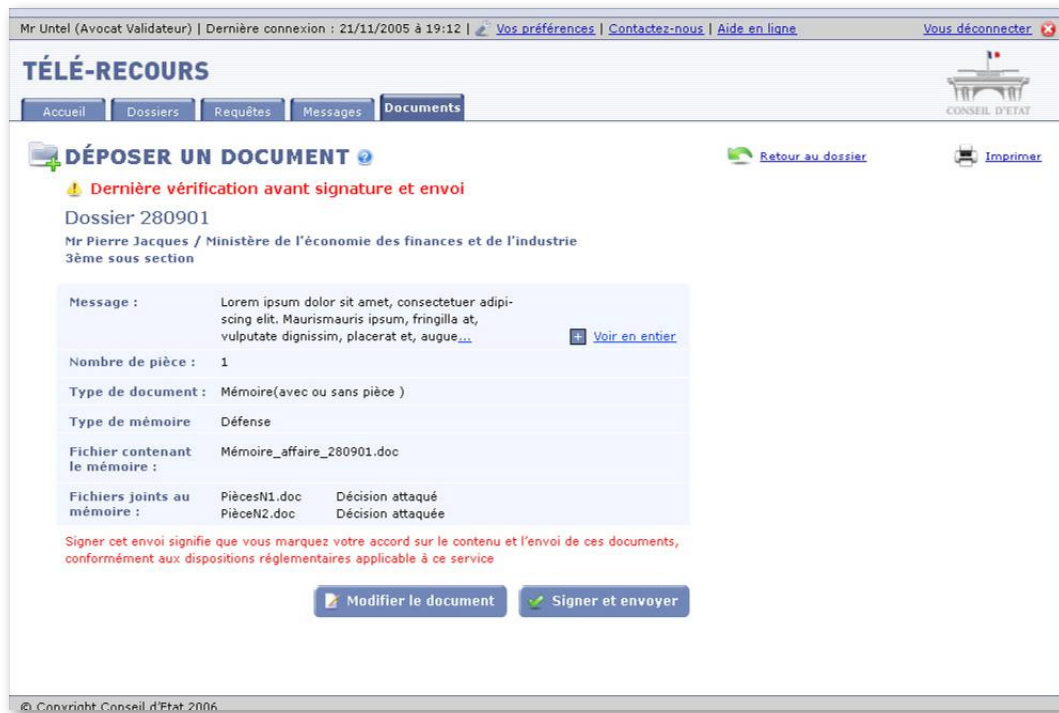 Mr Untel (Avocat Validateur) | Dernière connexion : 21/11/2005 à 19:12 | Vos préférences | Contactez-nous | Aide en ligne
Vous déconnecter
TÉLÉ-RECOURS
CONSEIL D'ETAT
Accueil Dossiers Requêtes Messages Documents
DÉPOSER UN DOCUMENT ?
Retour au dossier
Imprimer
Dernière vérification avant signature et envoi
Dossier 280901
Mr Pierre Jacques / Ministère de l'économie des finances et de l'industrie
3ème sous section
Message : Lorem ipsum dolor sit amet, consectetuer adipi-
scing elit. Maurismauris ipsum, fringilla at,
vulputate dignissim, placerat et, augue... + Voir en entier
Nombre de pièce : 1
Type de document : Mémoire(avec ou sans pièce )
Type de mémoire Défense
Fichier contenant Mémoire_affaire_280901.doc
le mémoire :
Fichiers joints au PiècesN1.doc Décision attaqué
mémoire : PièceN2.doc Décision attaquée
Signer cet envoi signifie que vous marquez votre accord sur le contenu et l'envoi de ces documents,
conformément aux dispositions réglementaires applicable à ce service
Modifier le document Signer et envoyer
© Copyright Conseil d'Etat 2006